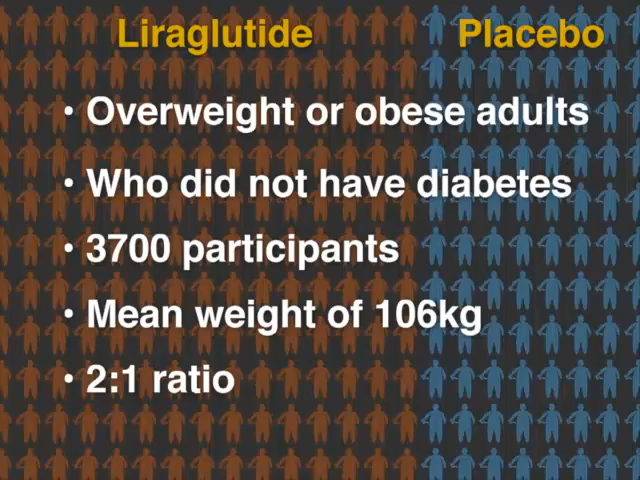 Liraglutide Placebo
• Overweight or obese adults
• Who did not have diabetes
• 3700 participants
• Mean weight of 106kg
• 2:1 ratio